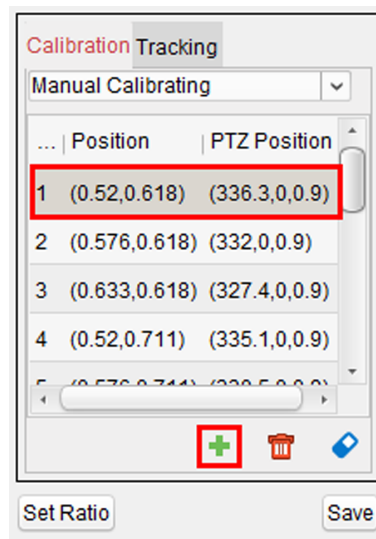 Calibration Tracking
Manual Calibrating
... Position PTZ Position
1 (0.52,0.618) (336.3,0,0.9)
2 (0.576,0.618) (332,0,0.9)
3 (0.633,0.618) (327.4,0,0.9)
4 (0.52,0.711) (335.1,0,0.9)
Set Ratio Save